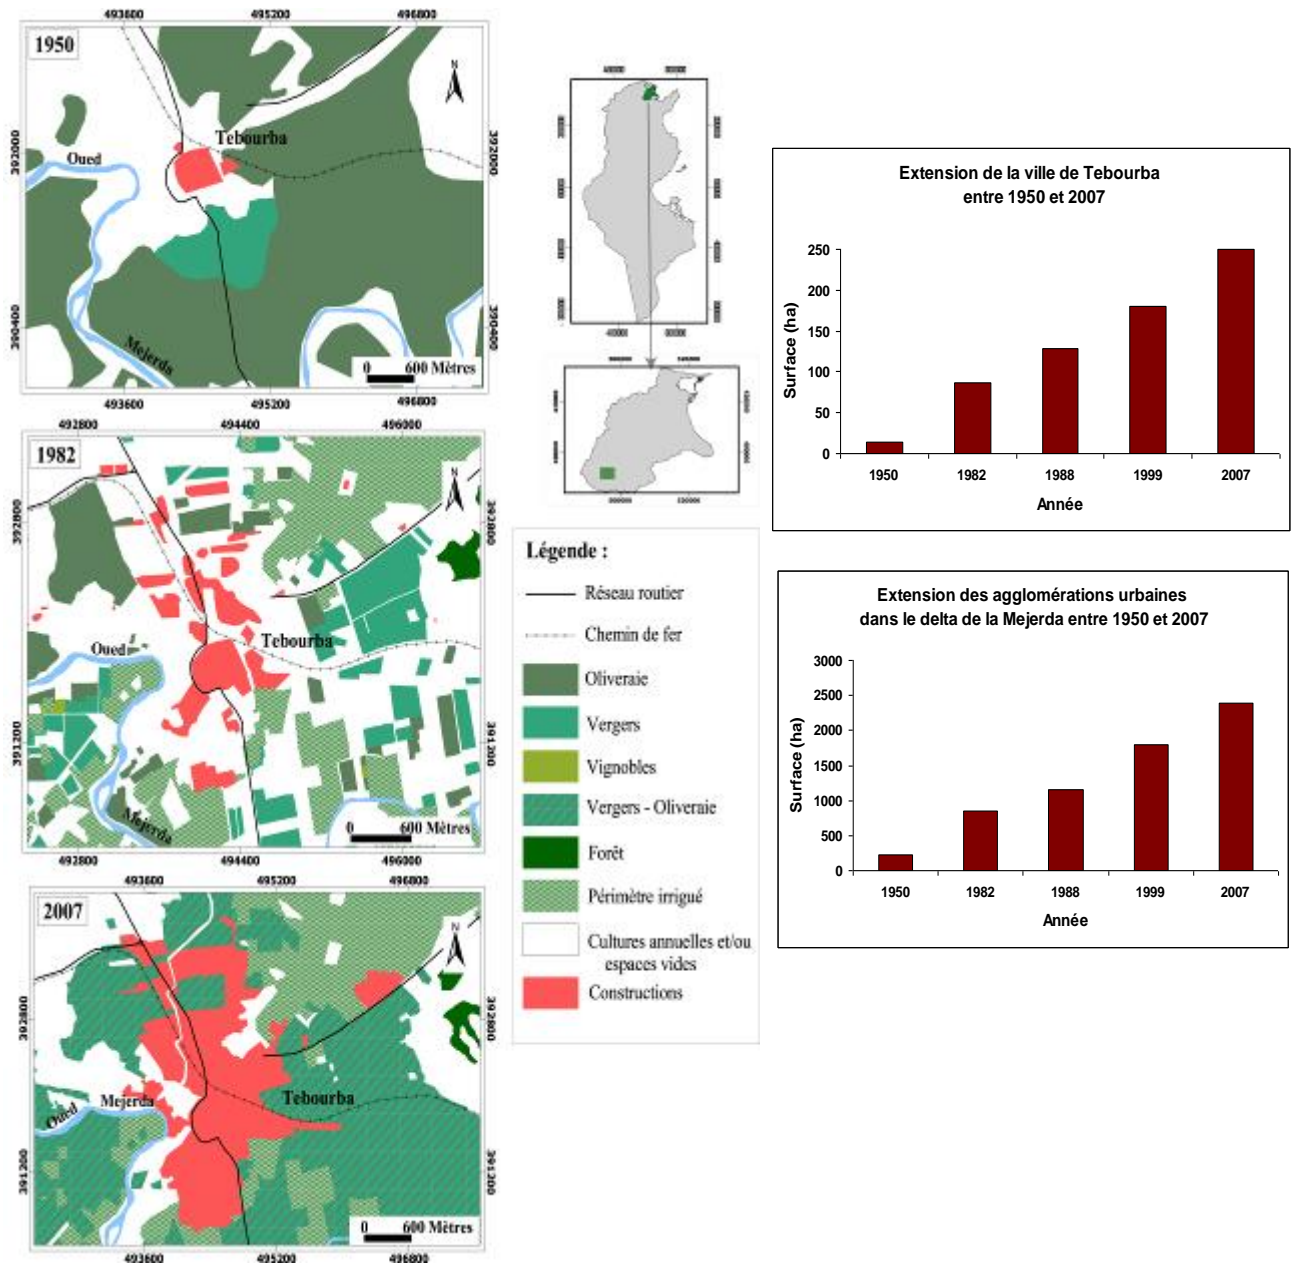 493600 495200 496800
1950
N
Tebourba
Oued
392000
392000
390400
390400
Mejerda
0 600 Mètres
493600 495200 496800
492800 494400 496000
1982
N
392800
392800
Tebourba
Oued
391200
391200
Mejerda
0 600 Mètres
492800 494400 496000
493600 495200 496800
2007
N
392800
392800
Mejerda
Oued
Tebourba
391200
391200
0 600 Mètres
493600 495200 496800
Légende :
Réseau routier
Chemin de fer
Oliveraie
Vergers
Vignobles
Vergers - Oliveraie
Forêt
Périmètre irrigué
Cultures annuelles et/ou
espaces vides
Constructions
Extension de la ville de Tebourba
entre 1950 et 2007
Surface (ha)
250
200
150
100
50
0
1950 1982 1988 1999 2007
Année
Extension des agglomérations urbaines
dans le delta de la Mejerda entre 1950 et 2007
Surface (ha)
3000
2500
2000
1500
1000
500
0
1950 1982 1988 1999 2007
Année